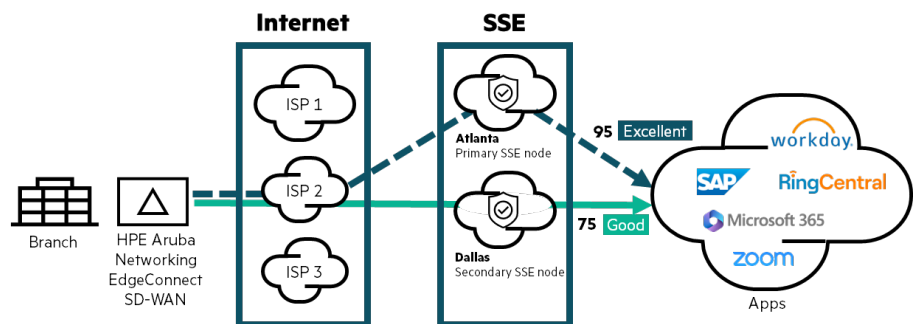 Internet
SSE
ISP 1
ISP 2
ISP 3
Branch
HPE Aruba
Networking
EdgeConnect
SD-WAN
Atlanta
Primary SSE node
Dallas
Secondary SSE node
95 Excellent
75 Good
workday.
SAP
RingCentral
Microsoft 365
zoom
Apps